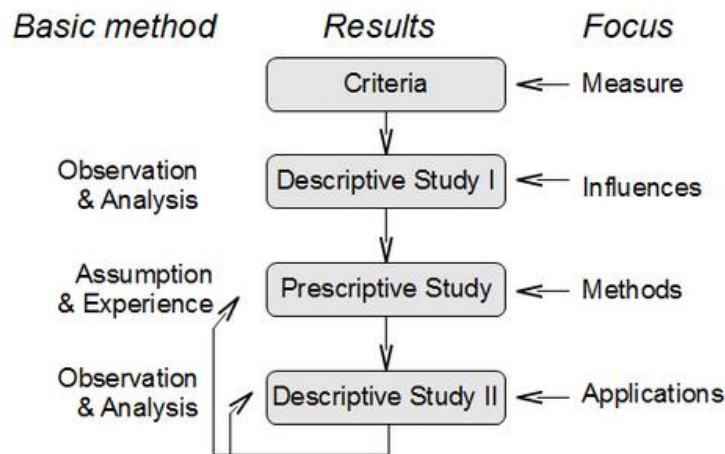 Basic method Results Focus
Criteria Measure
Observation
& Analysis
Descriptive Study I Influences
Assumption
& Experience
Prescriptive Study Methods
Observation
& Analysis
Descriptive Study II Applications